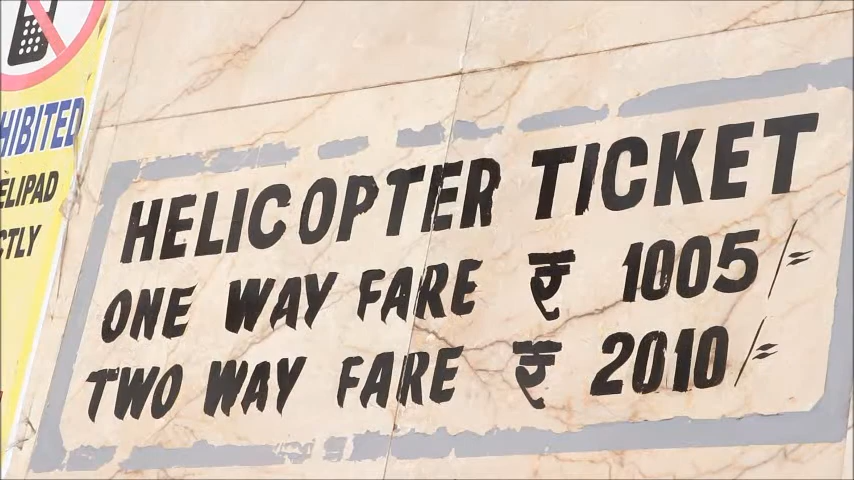 HIBITED
ELIPAD
CTLY
HELICOPTER TICKET
ONE WAY FARE ₹ 1005/=
TWO WAY FARE ₹ 2010/=